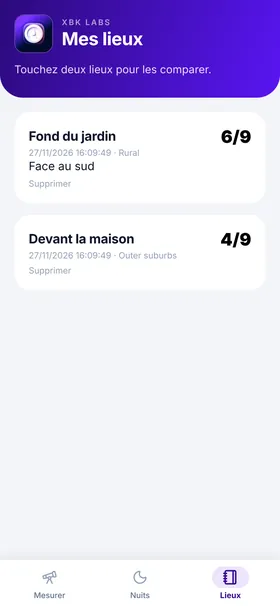 XBK LABS
Mes lieux
Touchez deux lieux pour les comparer.
Fond du jardin
6/9
27/11/2026 16:09:49 · Rural
Face au sud
Supprimer
Devant la maison
4/9
27/11/2026 16:09:49 · Outer suburbs
Supprimer
Mesurer
Nuits
Lieux